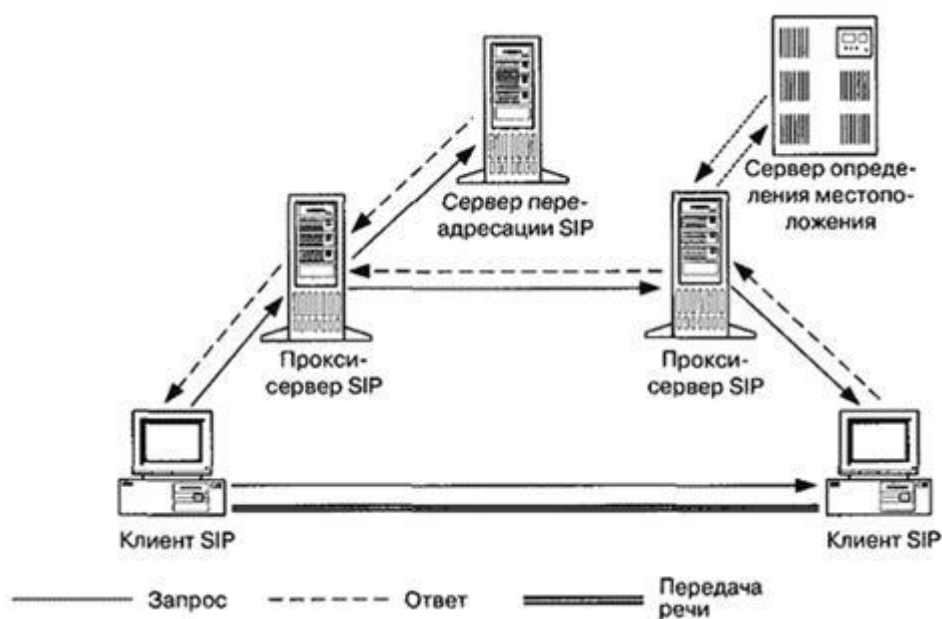 Сервер опреде-
ления местопо-
ложения
Сервер пере-
адресации SIP
Прокси-
сервер SIP
Прокси-
сервер SIP
Клиент SIP
Клиент SIP
Запрос
Ответ
Передача
речи